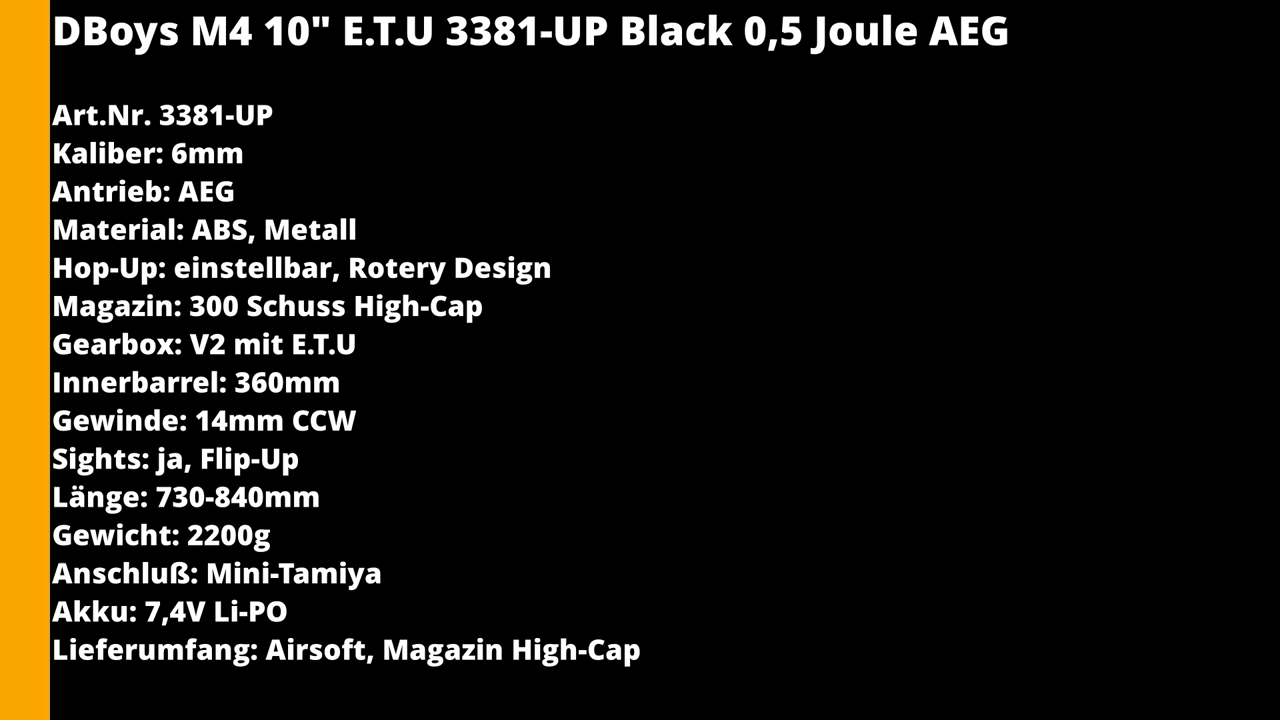 DBoys M4 10" E.T.U 3381-UP Black 0,5 Joule AEG
Art.Nr. 3381-UP
Kaliber: 6mm
Antrieb: AEG
Material: ABS, Metall
Hop-Up: einstellbar, Rotery Design
Magazin: 300 Schuss High-Cap
Gearbox: V2 mit E.T.U
Innerbarrel: 360mm
Gewinde: 14mm CCW
Sights: ja, Flip-Up
Länge: 730-840mm
Gewicht: 2200g
Anschluß: Mini-Tamiya
Akku: 7,4V Li-PO
Lieferumfang: Airsoft, Magazin High-Cap